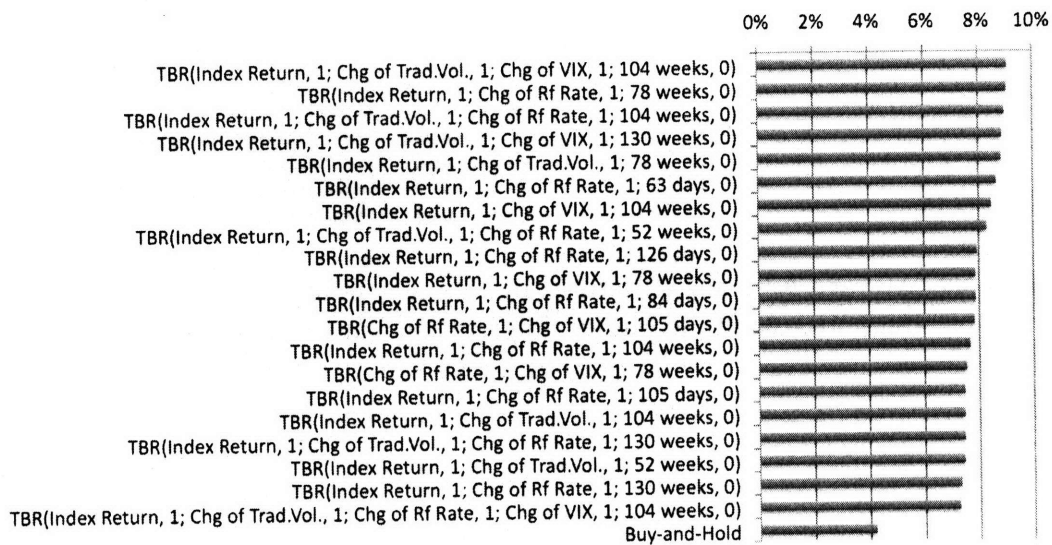 0% 2% 4% 6% 8% 10%
TBR(Index Return, 1; Chg of Trad.Vol., 1; Chg of VIX, 1; 104 weeks, 0)
TBR(Index Return, 1; Chg of Rf Rate, 1; 78 weeks, 0)
TBR(Index Return, 1; Chg of Trad.Vol., 1; Chg of Rf Rate, 1; 104 weeks, 0)
TBR(Index Return, 1; Chg of Trad.Vol., 1; Chg of VIX, 1; 130 weeks, 0)
TBR(Index Return, 1; Chg of Trad.Vol., 1; 78 weeks, 0)
TBR(Index Return, 1; Chg of Rf Rate, 1; 63 days, 0)
TBR(Index Return, 1; Chg of VIX, 1; 104 weeks, 0)
TBR(Index Return, 1; Chg of Trad.Vol., 1; Chg of Rf Rate, 1; 52 weeks, 0)
TBR(Index Return, 1; Chg of Rf Rate, 1; 126 days, 0)
TBR(Index Return, 1; Chg of VIX, 1; 78 weeks, 0)
TBR(Index Return, 1; Chg of Rf Rate, 1; 84 days, 0)
TBR(Chg of Rf Rate, 1; Chg of VIX, 1; 105 days, 0)
TBR(Index Return, 1; Chg of Rf Rate, 1; 104 weeks, 0)
TBR(Chg of Rf Rate, 1; Chg of VIX, 1; 78 weeks, 0)
TBR(Index Return, 1; Chg of Rf Rate, 1; 105 days, 0)
TBR(Index Return, 1; Chg of Trad.Vol., 1; 104 weeks, 0)
TBR(Index Return, 1; Chg of Trad.Vol., 1; Chg of Rf Rate, 1; 130 weeks, 0)
TBR(Index Return, 1; Chg of Trad.Vol., 1; 52 weeks, 0)
TBR(Index Return, 1; Chg of Rf Rate, 1; 130 weeks, 0)
TBR(Index Return, 1; Chg of Trad.Vol., 1; Chg of Rf Rate, 1; Chg of VIX, 1; 104 weeks, 0)
Buy-and-Hold